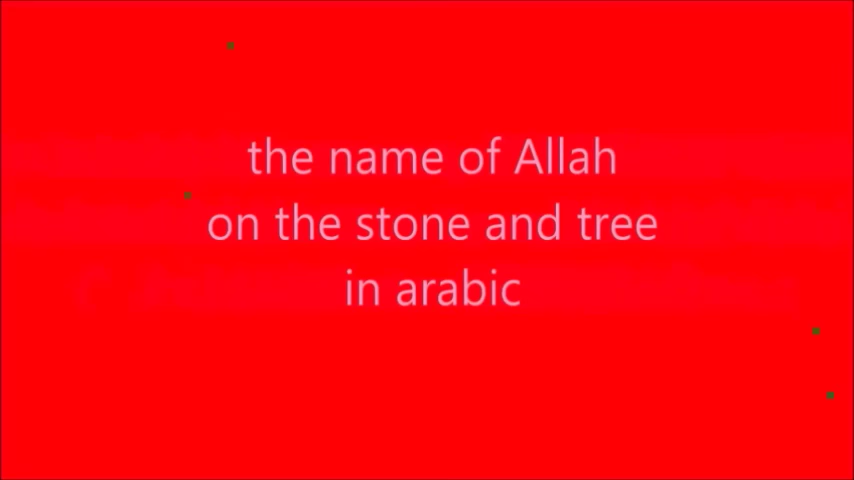 the name of Allah
on the stone and tree
in arabic